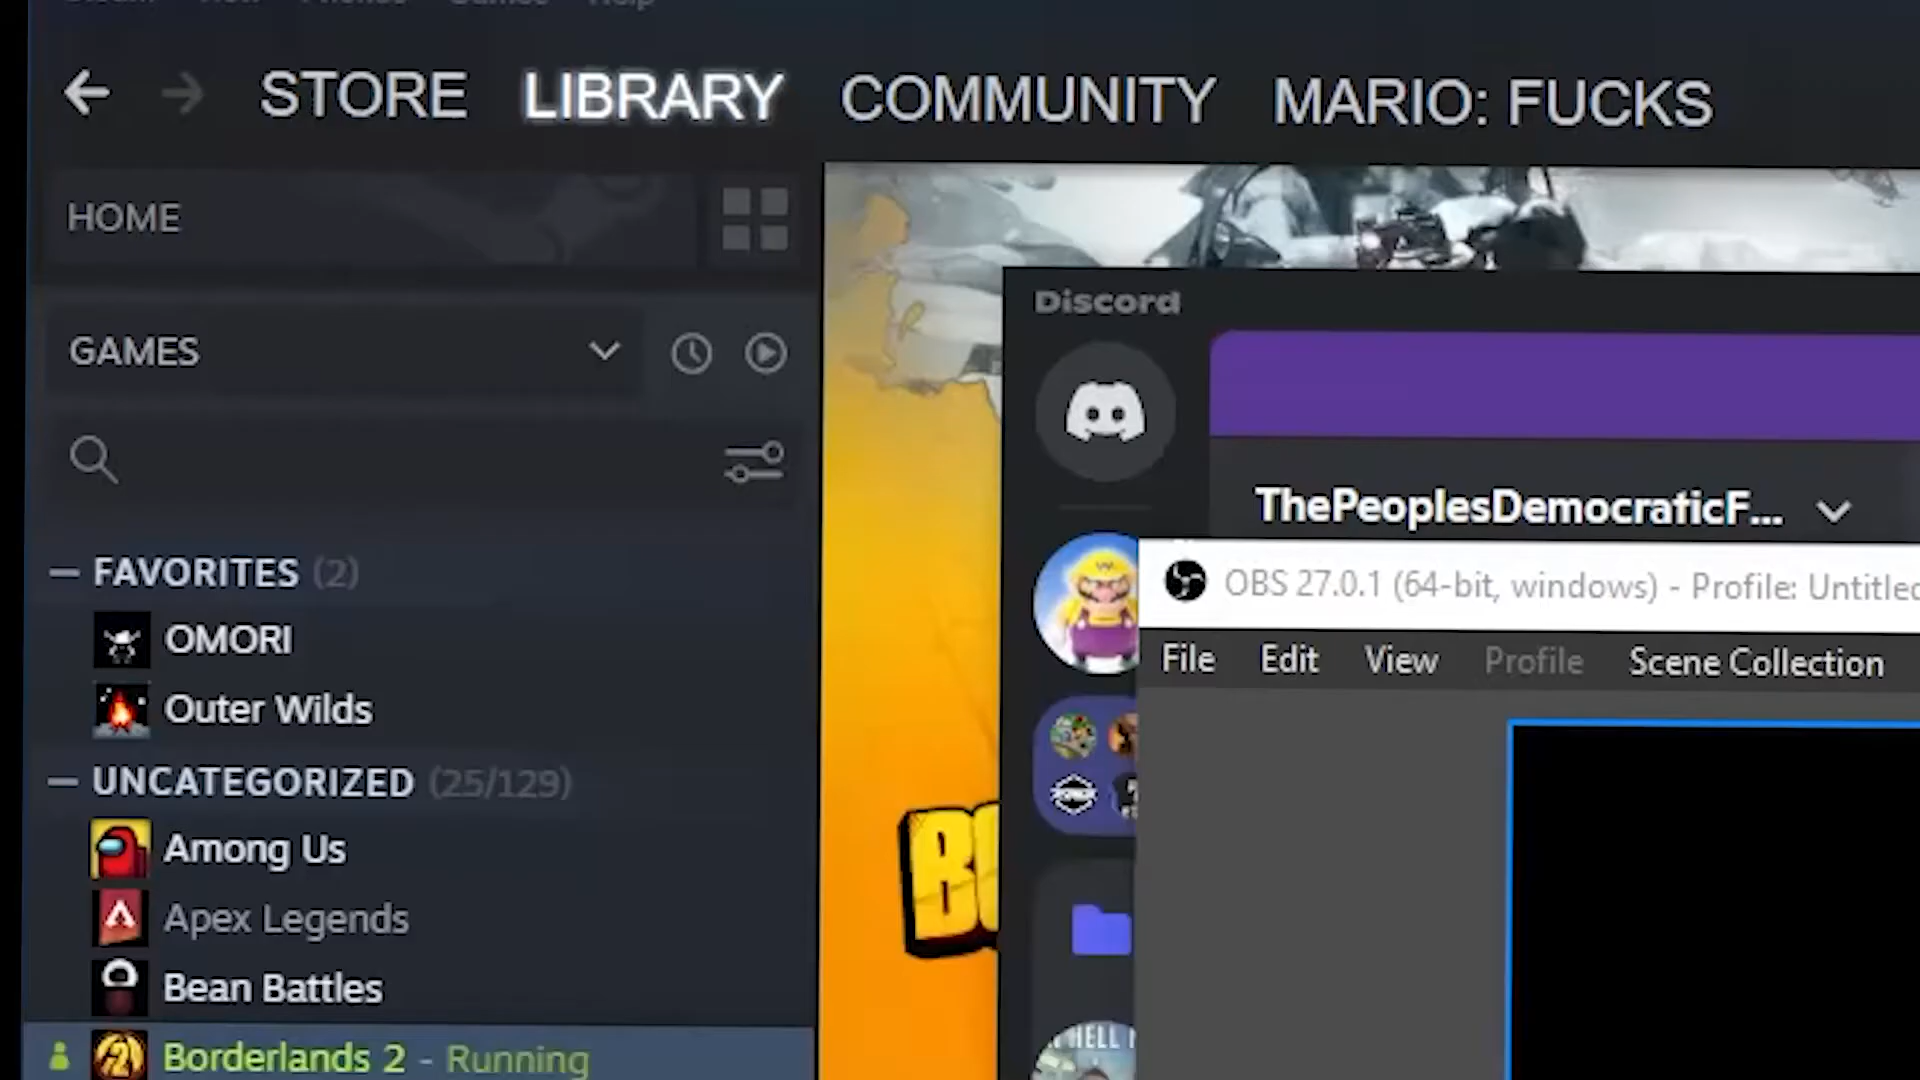 STORE LIBRARY COMMUNITY MARIO: FUCKS
HOME
GAMES
FAVORITES (2)
OMORI
Outer Wilds
UNCATEGORIZED (25/129)
Among Us
Apex Legends
Bean Battles
Borderlands 2 - Running
Discord
ThePeoplesDemocraticF...
OBS 27.0.1 (64-bit, windows) - Profile: Untitled
File Edit View Profile Scene Collection
HELL